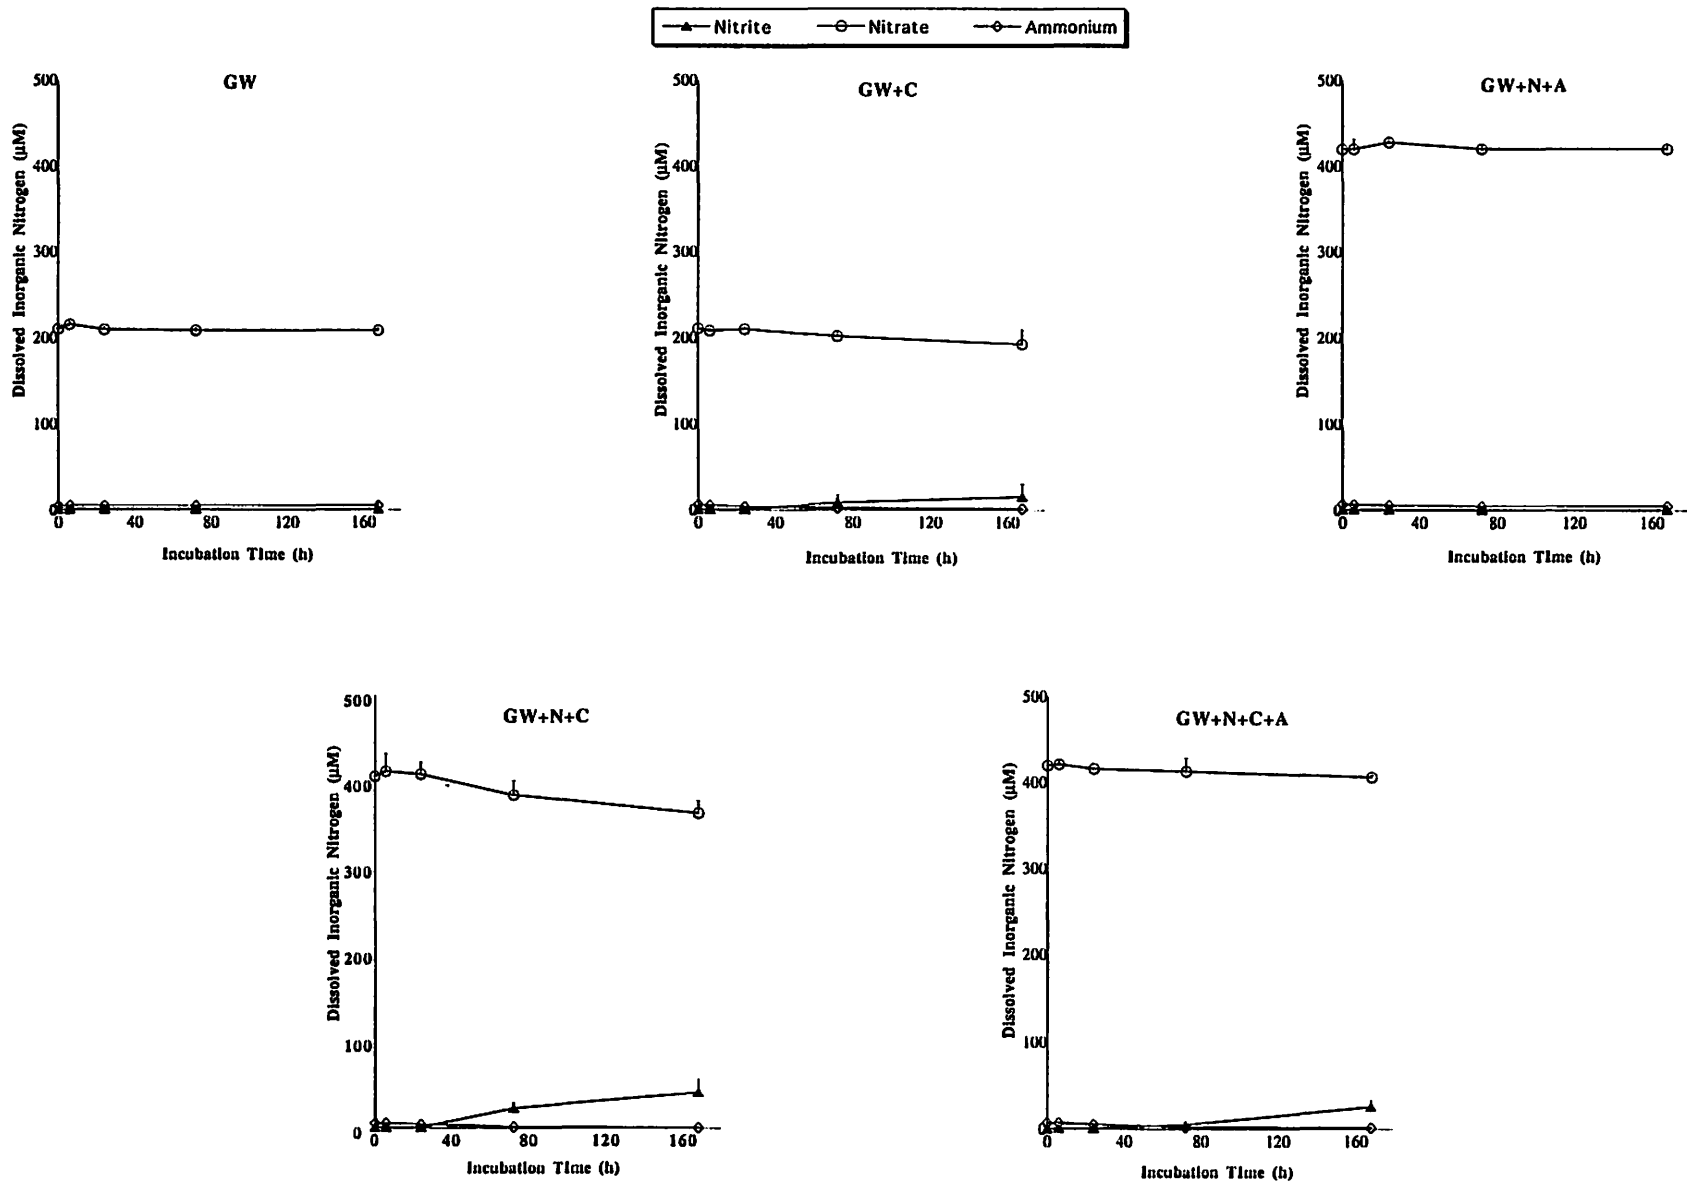 Nitrite Nitrate Ammonium
GW
500
400
300
200
100
0
0 40 80 120 160
Dissolved Inorganic Nitrogen (µM)
Incubation Time (h)
GW+C
500
400
300
200
100
0
0 40 80 120 160
Dissolved Inorganic Nitrogen (µM)
Incubation Time (h)
GW+N+A
500
400
300
200
100
0
0 40 80 120 160
Dissolved Inorganic Nitrogen (µM)
Incubation Time (h)
GW+N+C
500
400
300
200
100
0
0 40 80 120 160
Dissolved Inorganic Nitrogen (µM)
Incubation Time (h)
GW+N+C+A
500
400
300
200
100
0
0 40 80 120 160
Dissolved Inorganic Nitrogen (µM)
Incubation Time (h)